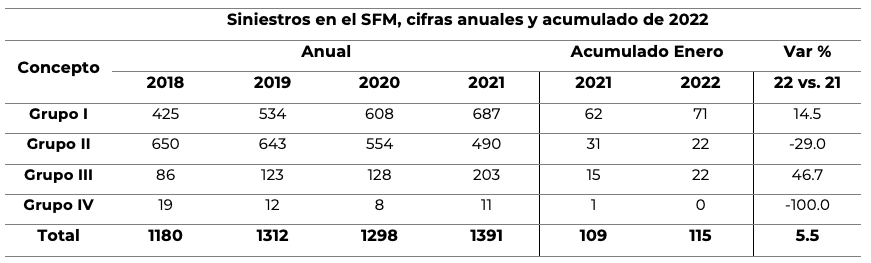 Siniestros en el SFM, cifras anuales y acumulado de 2022
Concepto Anual Acumulado Enero Var %
2018 2019 2020 2021 2021 2022 22 vs. 21
Grupo I 425 534 608 687 62 71 14.5
Grupo II 650 643 554 490 31 22 -29.0
Grupo III 86 123 128 203 15 22 46.7
Grupo IV 19 12 8 11 1 0 -100.0
Total 1180 1312 1298 1391 109 115 5.5